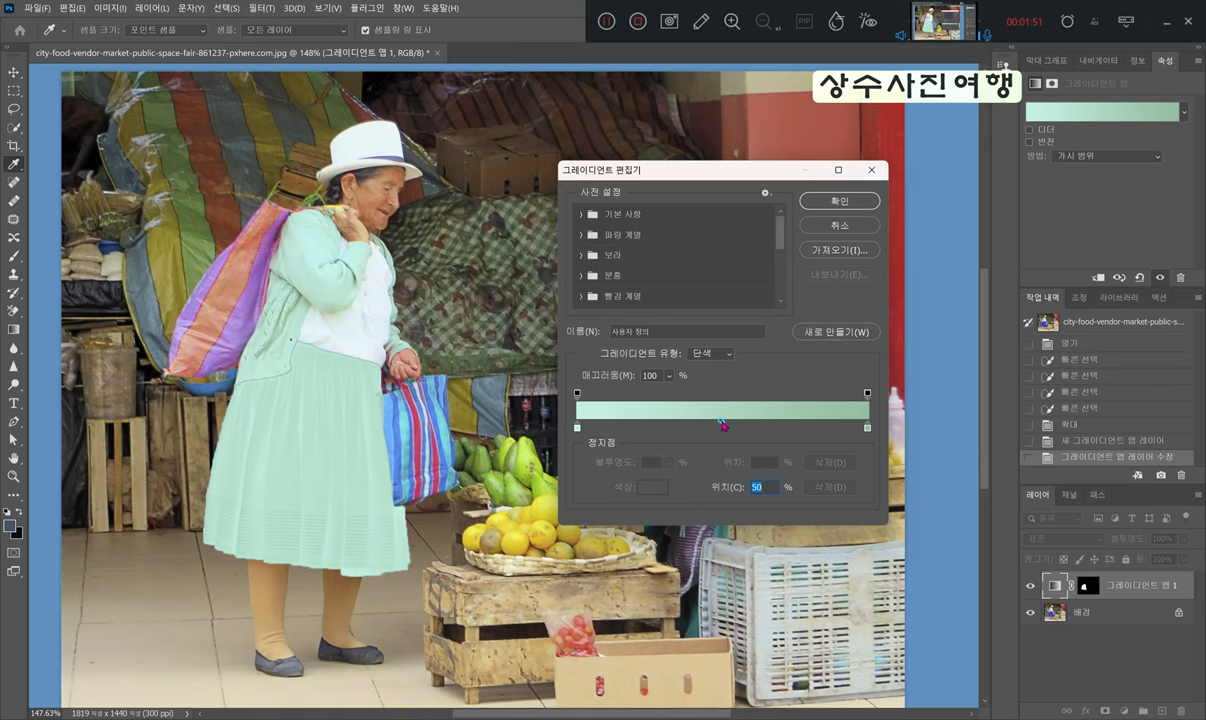 Ps 파일(F) 편집(E) 이미지(I) 레이어(L) 문자(Y) 선택(S) 필터(T) 3D(D) 보기(V) 플러그인 창(W) 도움말(H)
샘플 크기: 포인트 샘플 샘플: 모든 레이어 샘플링 링 표시
PIP
00:01:51
city-food-vendor-market-public-space-fair-861237-pxhere.com.jpg @ 148% (그레이디언트 맵 1, RGB/8) *
상수사진여행
그레이디언트 편집기
사전 설정
기본 사항
파랑 계열
보라
분홍
빨강 계열
확인
취소
가져오기(I)...
내보내기(E)...
이름(N): 사용자 정의
새로 만들기(W)
그레이디언트 유형: 단색
매끄러움(M): 100 %
정지점
불투명도: % 위치: % 삭제(D)
색상: 위치(C): 50 % 삭제(D)
막대 그래프 내비게이터 정보 속성
그레이디언트 맵
디더
반전
방법: 가시 범위
작업 내역 조정 라이브러리 액션
city-food-vendor-market-public-s...
열기
빠른 선택
빠른 선택
빠른 선택
빠른 선택
확대
새 그레이디언트 맵 레이어
그레이디언트 맵 레이어 수정
레이어 채널 패스
종류
표준 불투명도: 100%
잠그기: 칠: 100%
그레이디언트 맵 1
배경
fx
147.63% 1819 픽셀 x 1440 픽셀 (300 ppi)